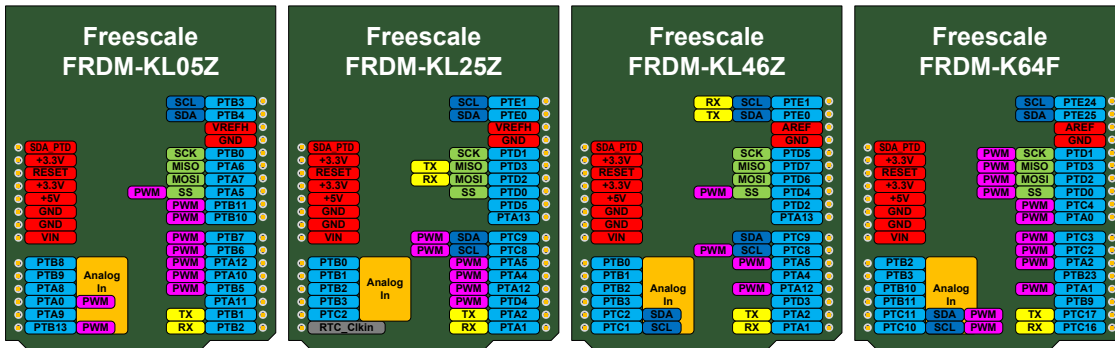 Freescale
FRDM-KL05Z
SCL PTB3
SDA PTB4
VREFH
GND
SDA_PTD
SCK PTB0
+3.3V
MISO PTA6
RESET
MOSI PTA7
+3.3V
PWM SS PTA5
+5V
PWM PTB11
GND
PWM PTB10
GND
VIN
PWM PTB7
PWM PTB6
PTB8
PWM PTA12
PTB9
Analog
In
PWM PTA10
PTA8
PWM PTB5
PTA0 PWM
PTA11
PTA9
TX PTB1
PTB13 PWM
RX PTB2
Freescale
FRDM-KL25Z
SCL PTE1
SDA PTE0
VREFH
GND
SDA_PTD
SCK PTD1
+3.3V
TX MISO PTD3
RESET
RX MOSI PTD2
+3.3V
SS PTD0
+5V
PTD5
GND
PTA13
GND
VIN
PWM SDA PTC9
PWM SCL PTC8
PTB0
PWM PTA5
PTB1
Analog
In
PWM PTA4
PTB2
PWM PTA12
PTB3
PWM PTD4
PTC2
TX PTA2
RTC_Clkin
RX PTA1
Freescale
FRDM-KL46Z
RX SCL PTE1
TX SDA PTE0
AREF
GND
SDA_PTD
SCK PTD5
+3.3V
MISO PTD7
RESET
MOSI PTD6
+3.3V
PWM SS PTD4
+5V
PTD2
GND
PTA13
GND
VIN
SDA PTC9
PWM SCL PTC8
PTB0
PWM PTA5
PTB1
Analog
In
PTA4
PTB2
PWM PTA12
PTB3
PTD3
PTC2 SDA
TX PTA2
PTC1 SCL
RX PTA1
Freescale
FRDM-K64F
SCL PTE24
SDA PTE25
AREF
GND
SDA_PTD
PWM SCK PTD1
+3.3V
PWM MISO PTD3
RESET
PWM MOSI PTD2
+3.3V
PWM SS PTD0
+5V
PWM PTC4
GND
PWM PTA0
GND
VIN
PWM PTC3
PWM PTC2
PTB2
PWM PTA2
PTB3
Analog
In
PTB23
PTB10
PWM PTA1
PTB11
PTB9
PTC11 SDA PWM
TX PTC17
PTC10 SCL PWM
RX PTC16